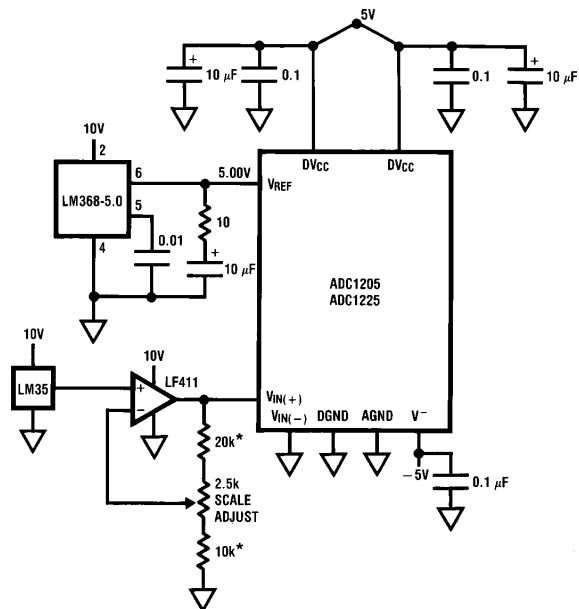 5V
+
10 µF
0.1
0.1
+
10 µF
10V
2
DVCC
DVCC
6
5.00V
VREF
LM368-5.0
5
10
4
0.01
+
10 µF
ADC1205
ADC1225
10V
10V
LF411
LM35
+
−
VIN(+)
VIN(−)
DGND
AGND
V−
20k*
−5V
0.1 µF
2.5k
SCALE
ADJUST
10k*